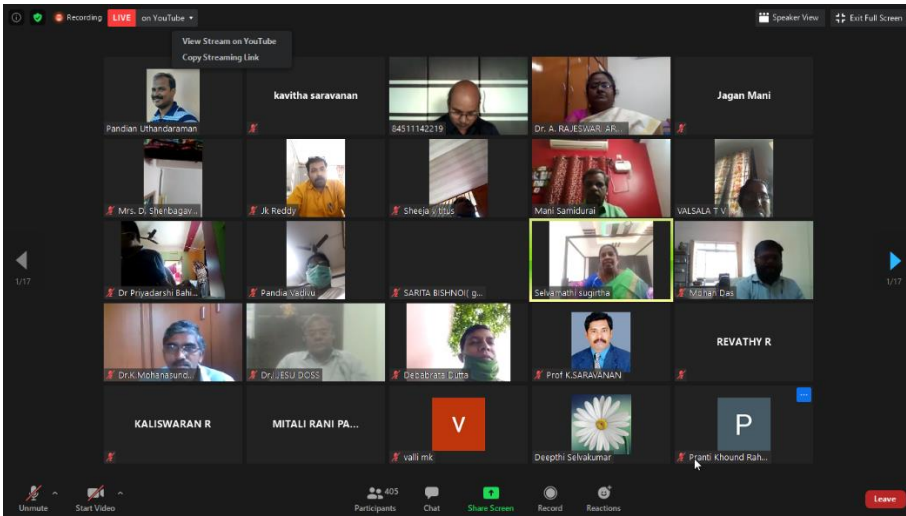 Recording LIVE on YouTube Speaker View Exit Full Screen
View Stream on YouTube
Copy Streaming Link
Pandian Uthandaraman
kavitha saravanan
84511142219
Dr. A. RAJESWARI, AR...
Jagan Mani
Mrs. D. Shenbagav...
Jk Reddy
Sheeja v titus
Mani Samidurai
VALSALA T V
1/17
Dr Priyadarshi Bahi...
Pandia Vadivu
SARITA BISHNOI( g...
Selvamathi sugirtha
Mohan Das
1/17
Dr.K.Mohanasund...
Dr. JESU DOSS
Debabrata Dutta
Prof K.SARAVANAN
REVATHY R
KALISWARAN R
MITALI RANI PA...
V
valli mk
Deepthi Selvakumar
P
Pranti Khound Rah...
Unmute Start Video Participants 405 Chat Share Screen Record Reactions Leave